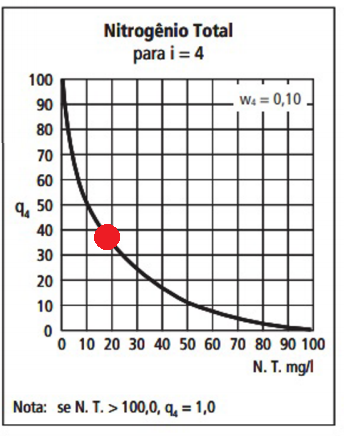 Nitrogênio Total
para i = 4
w₄ = 0,10
100
90
80
70
60
q₄ 50
40
30
20
10
0
0 10 20 30 40 50 60 70 80 90 100
N. T. mg/l
Nota: se N. T. > 100,0, q₄ = 1,0